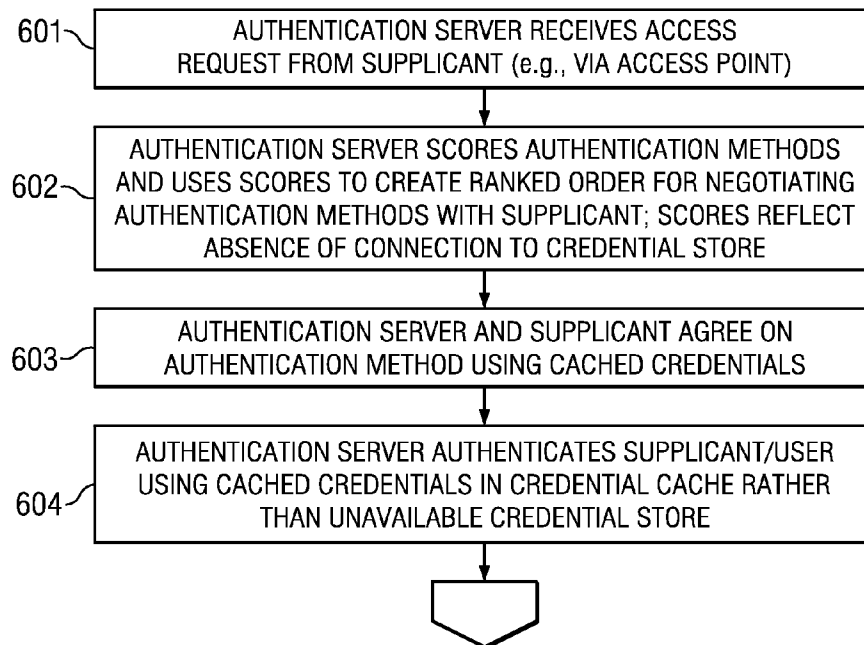 601
AUTHENTICATION SERVER RECEIVES ACCESS
REQUEST FROM SUPPLICANT (e.g., VIA ACCESS POINT)
602
AUTHENTICATION SERVER SCORES AUTHENTICATION METHODS
AND USES SCORES TO CREATE RANKED ORDER FOR NEGOTIATING
AUTHENTICATION METHODS WITH SUPPLICANT; SCORES REFLECT
ABSENCE OF CONNECTION TO CREDENTIAL STORE
603
AUTHENTICATION SERVER AND SUPPLICANT AGREE ON
AUTHENTICATION METHOD USING CACHED CREDENTIALS
604
AUTHENTICATION SERVER AUTHENTICATES SUPPLICANT/USER
USING CACHED CREDENTIALS IN CREDENTIAL CACHE RATHER
THAN UNAVAILABLE CREDENTIAL STORE